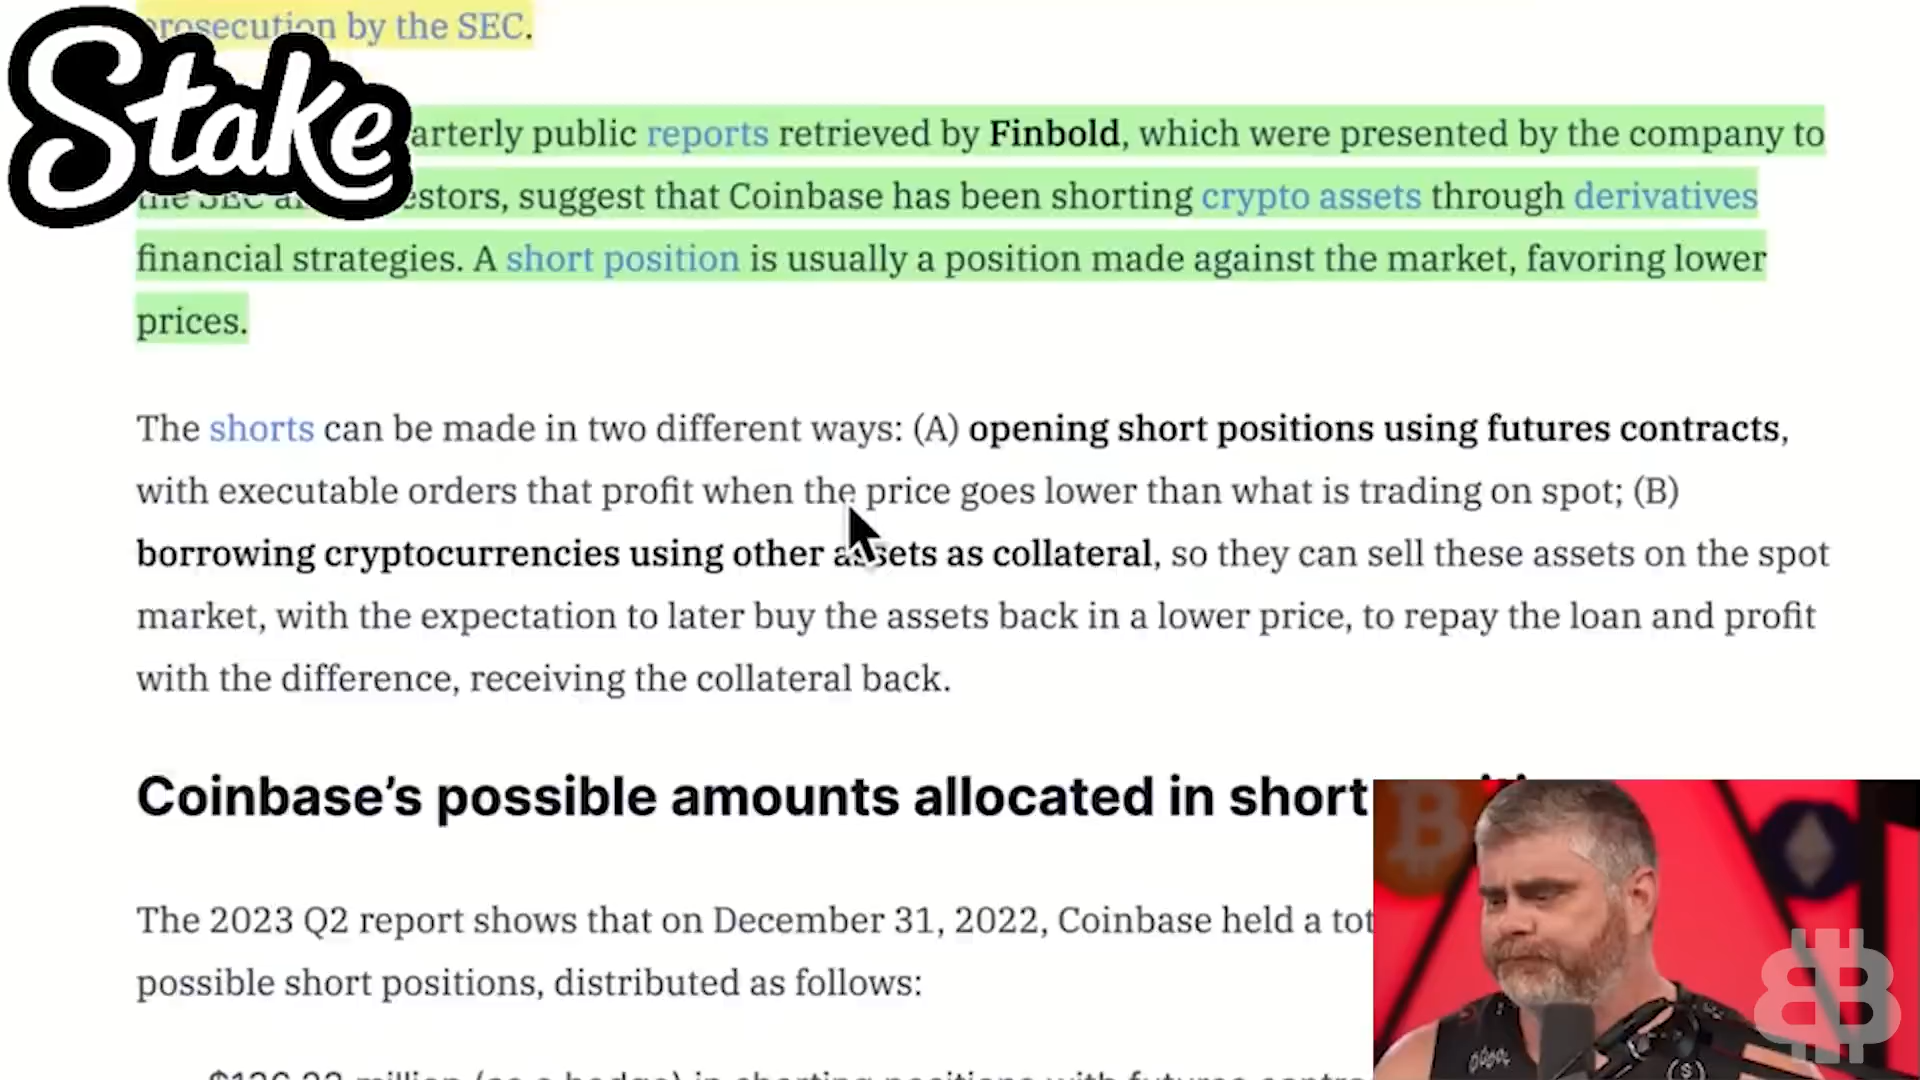 prosecution by the SEC.
Stake
arterly public reports retrieved by Finbold, which were presented by the company to
the SEC an estors, suggest that Coinbase has been shorting crypto assets through derivatives
financial strategies. A short position is usually a position made against the market, favoring lower
prices.
The shorts can be made in two different ways: (A) opening short positions using futures contracts,
with executable orders that profit when the price goes lower than what is trading on spot; (B)
borrowing cryptocurrencies using other assets as collateral, so they can sell these assets on the spot
market, with the expectation to later buy the assets back in a lower price, to repay the loan and profit
with the difference, receiving the collateral back.
Coinbase’s possible amounts allocated in short
The 2023 Q2 report shows that on December 31, 2022, Coinbase held a tot
possible short positions, distributed as follows: